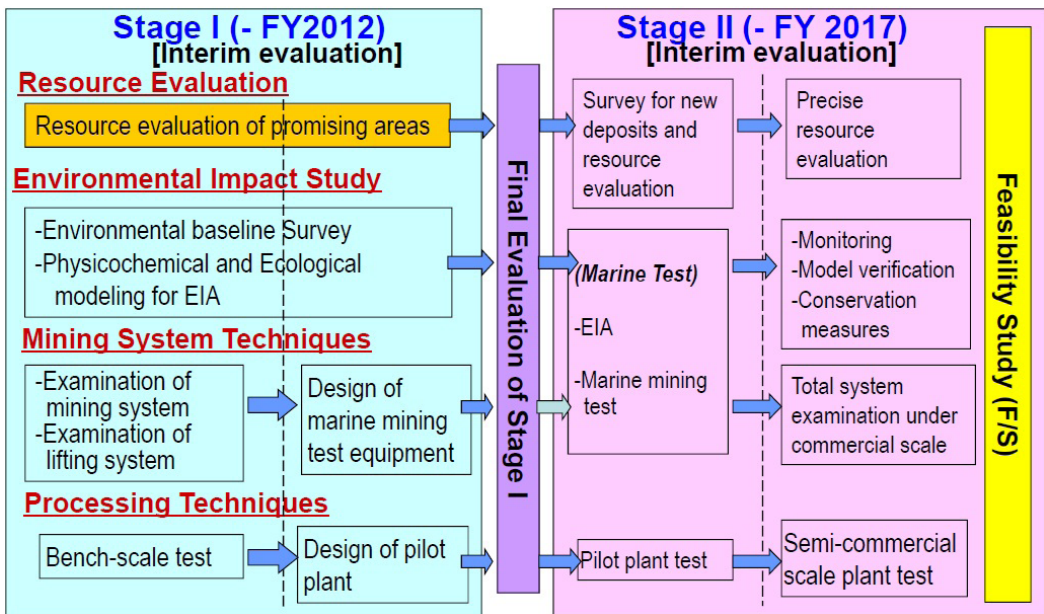 Stage I (- FY2012)
[Interim evaluation]
Resource Evaluation
Resource evaluation of promising areas
Environmental Impact Study
-Environmental baseline Survey
-Physicochemical and Ecological
modeling for EIA
Mining System Techniques
-Examination of
mining system
-Examination of
lifting system
Design of
marine mining
test equipment
Processing Techniques
Bench-scale test
Design of pilot
plant
Final Evaluation of Stage I
Stage II (- FY 2017)
[Interim evaluation]
Survey for new
deposits and
resource
evaluation
Precise
resource
evaluation
(Marine Test)
-EIA
-Marine mining
test
-Monitoring
-Model verification
-Conservation
measures
Total system
examination under
commercial scale
Pilot plant test
Semi-commercial
scale plant test
Feasibility Study (F/S)